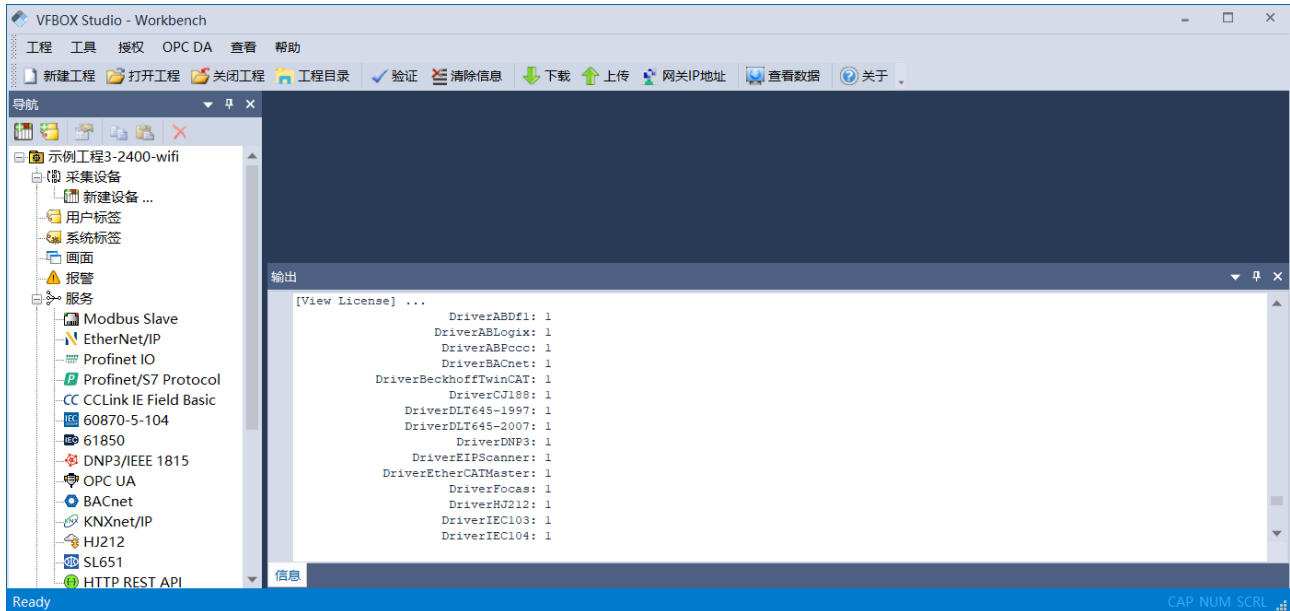 VFBOX Studio - Workbench
工程 工具 授权 OPC DA 查看 帮助
新建工程 打开工程 关闭工程 工程目录 验证 清除信息 下载 上传 网关IP地址 查看数据 关于
导航
示例工程3-2400-wifi
采集设备
新建设备 ...
用户标签
系统标签
画面
报警
服务
Modbus Slave
EtherNet/IP
Profinet IO
Profinet/S7 Protocol
CC CCLink IE Field Basic
IEC 60870-5-104
IEC 61850
DNP3/IEEE 1815
OPC UA
BACnet
KNXnet/IP
HJ212
SL651
HTTP REST API
输出
[View License] ...
DriverABDf1: 1
DriverABLogix: 1
DriverABPccc: 1
DriverBACnet: 1
DriverBeckhoffTwinCAT: 1
DriverCJ188: 1
DriverDLT645-1997: 1
DriverDLT645-2007: 1
DriverDNP3: 1
DriverEIPScanner: 1
DriverEtherCATMaster: 1
DriverFocas: 1
DriverHJ212: 1
DriverIEC103: 1
DriverIEC104: 1
信息
Ready
CAP NUM SCRL